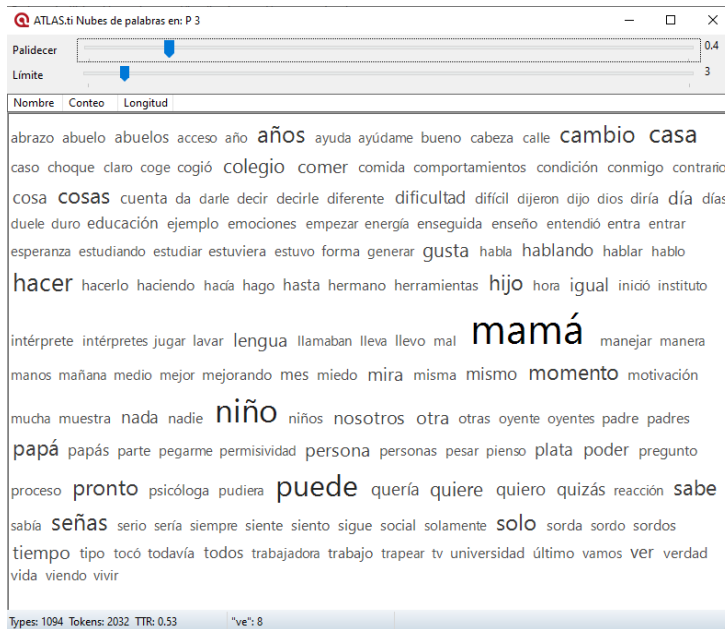 ATLAS.ti Nubes de palabras en: P 3
Palidecer 0.4
Límite 3
Nombre Conteo Longitud
abrazo abuelo abuelos acceso año años ayuda ayúdame bueno cabeza calle cambio casa
caso choque claro coge cogió colegio comer comida comportamientos condición conmigo contrario
cosa cosas cuenta da darle decir decirle diferente dificultad difícil dijeron dijo dios diría día días
duele duro educación ejemplo emociones empezar energía enseguida enseño entendió entra entrar
esperanza estudiando estudiar estuviera estuvo forma generar gusta habla hablando hablar hablo
hacer hacerlo haciendo hacía hago hasta hermano herramientas hijo hora igual inició instituto
intérprete intérpretes jugar lavar lengua llamaban lleva llevo mal mamá manejar manera
manos mañana medio mejor mejorando mes miedo mira misma mismo momento motivación
mucha muestra nada nadie niño niños nosotros otra otras oyente oyentes padre padres
papá papás parte pegarme permisividad persona personas pesar pienso plata poder pregunto
proceso pronto psicóloga pudiera puede quería quiere quiero quizás reacción sabe
sabía señas serio sería siempre siente siento sigue social solamente solo sorda sordo sordos
tiempo tipo tocó todavía todos trabajadora trabajo trapear tv universidad último vamos ver verdad
vida viendo vivir
Types: 1094 Tokens: 2032 TTR: 0.53 "ve": 8